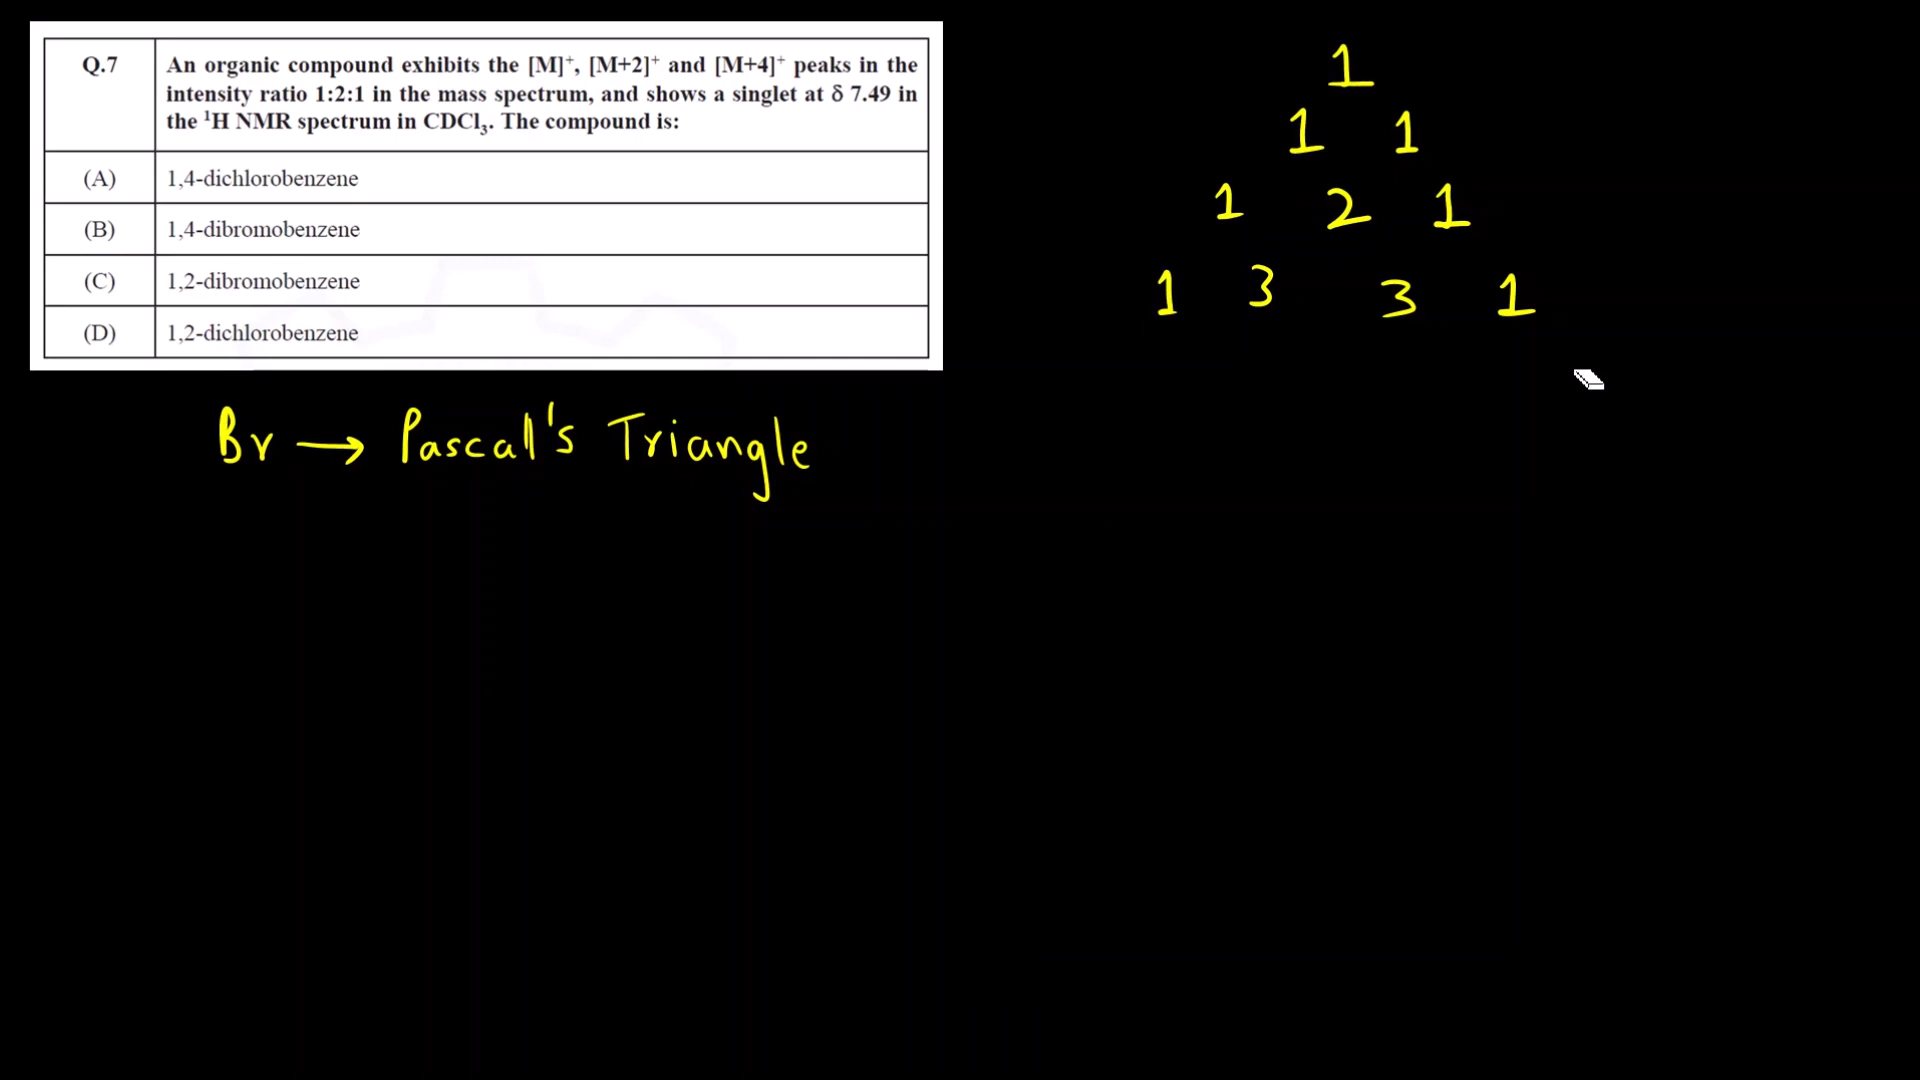 Q.7 An organic compound exhibits the [M]⁺, [M+2]⁺ and [M+4]⁺ peaks in the
intensity ratio 1:2:1 in the mass spectrum, and shows a singlet at δ 7.49 in
the ¹H NMR spectrum in CDCl₃. The compound is:
(A) 1,4-dichlorobenzene
(B) 1,4-dibromobenzene
(C) 1,2-dibromobenzene
(D) 1,2-dichlorobenzene
Br → Pascal's Triangle
1
1 1
1 2 1
1 3 3 1